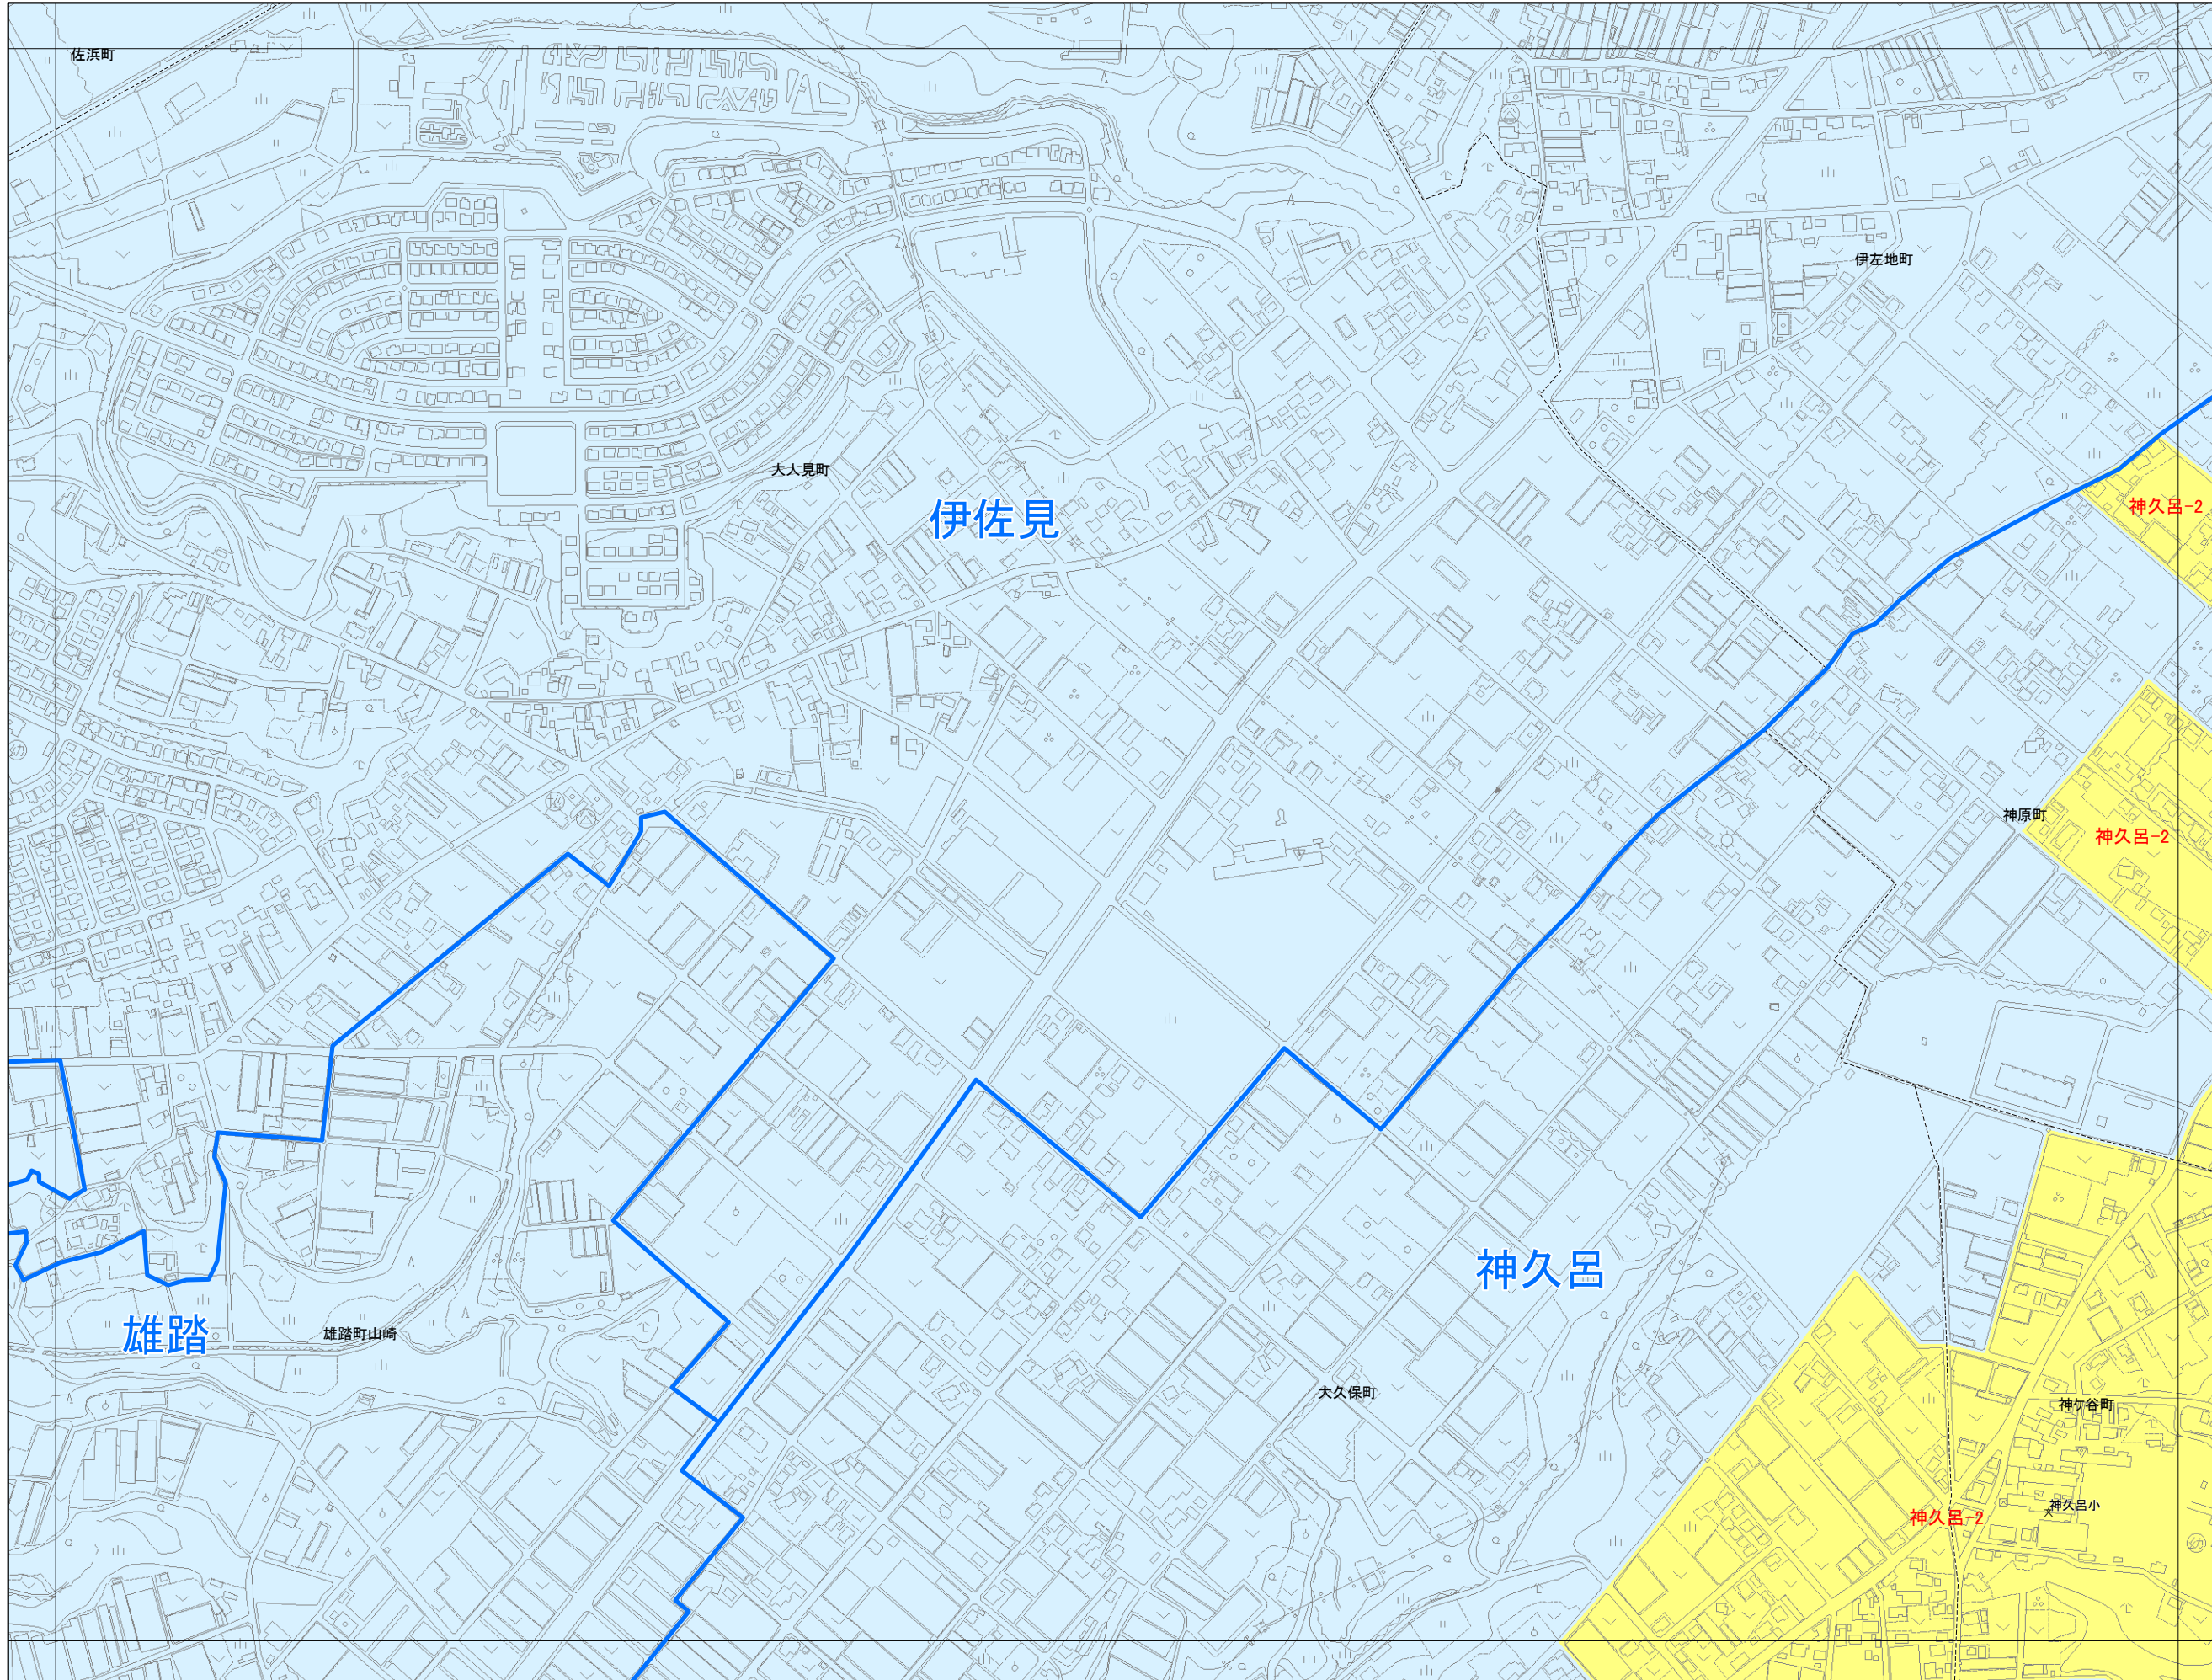 佐浜町
伊左地町
大人見町
伊佐見
神久呂-2
神原町
神久呂-2
神久呂
雄踏
雄踏町山崎
大久保町
神ケ谷町
神久呂小
神久呂-2